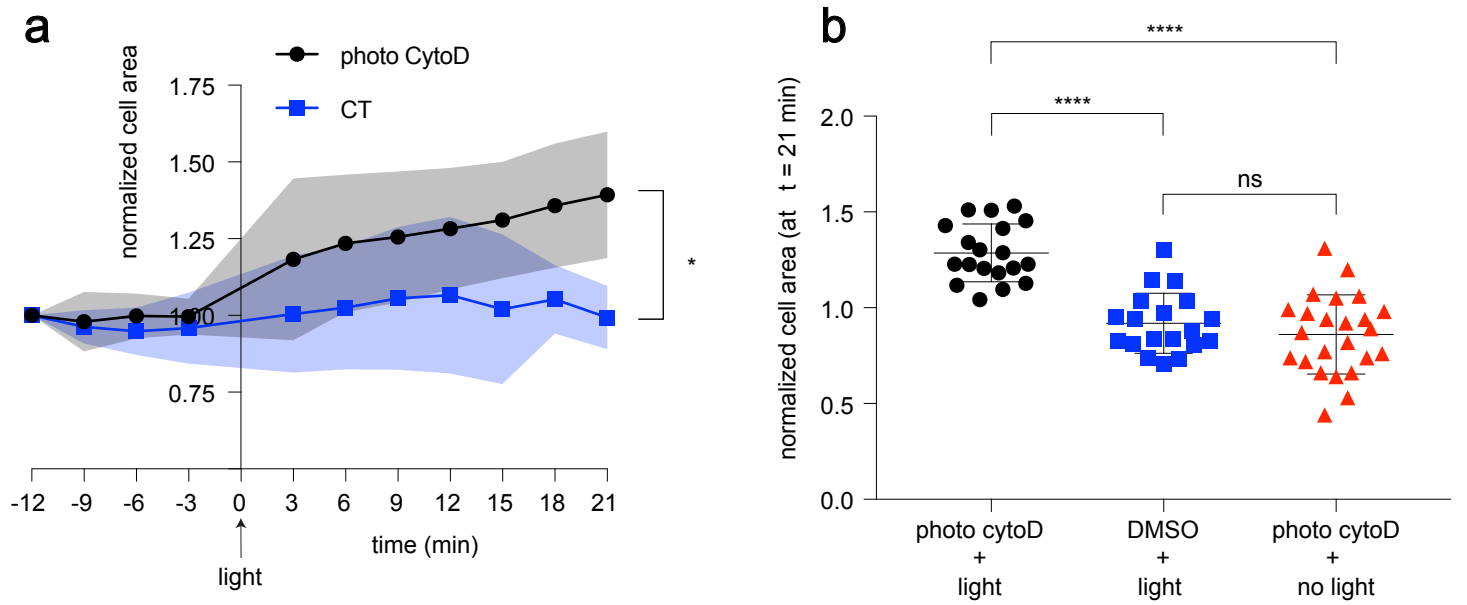 a
normalized cell area
photo CytoD
CT
1.75
1.50
1.25
1.00
0.75
*
-12 -9 -6 -3 0 3 6 9 12 15 18 21
time (min)
light
b
normalized cell area (at t = 21 min)
****
****
ns
2.0
1.5
1.0
0.5
0.0
photo cytoD
+
light
DMSO
+
light
photo cytoD
+
no light